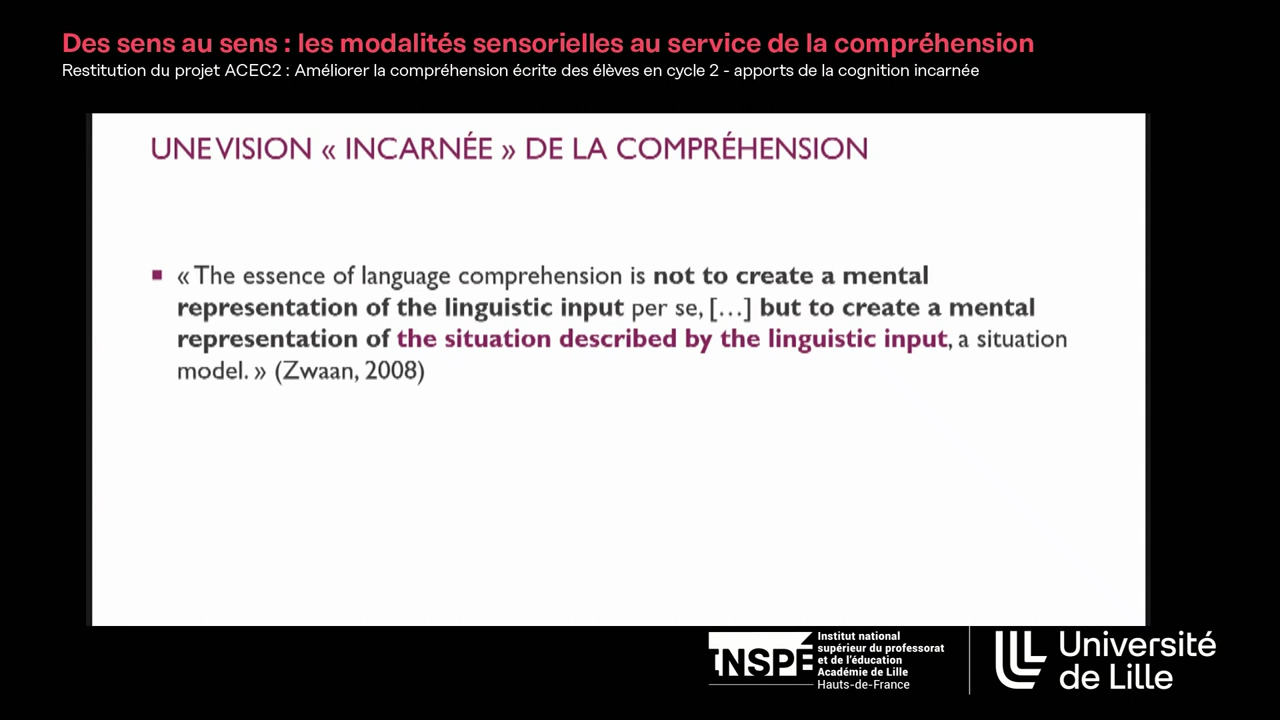 Des sens au sens : les modalités sensorielles au service de la compréhension
Restitution du projet ACEC2 : Améliorer la compréhension écrite des élèves en cycle 2 - apports de la cognition incarnée
UNE VISION « INCARNÉE » DE LA COMPRÉHENSION
▪ « The essence of language comprehension is not to create a mental
representation of the linguistic input per se, […] but to create a mental
representation of the situation described by the linguistic input, a situation
model. » (Zwaan, 2008)
INSPÉ
Institut national
supérieur du professorat
et de l'éducation
Académie de Lille
Hauts-de-France
Université
de Lille